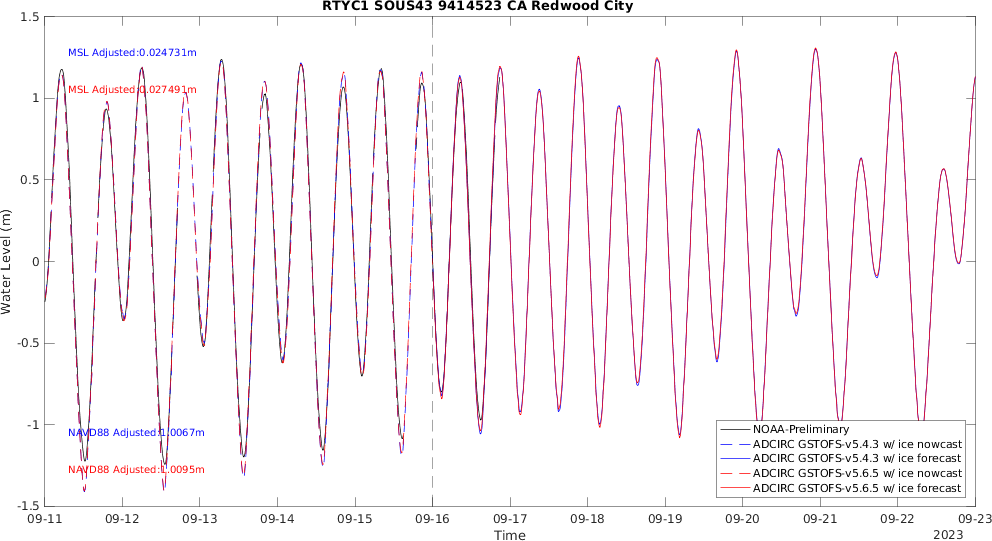 RTYC1 SOUS43 9414523 CA Redwood City
1.5
1
0.5
0
-0.5
-1
-1.5
Water Level (m)
MSL Adjusted:0.024731m
MSL Adjusted:0.027491m
NAVD88 Adjusted:1.0067m
NAVD88 Adjusted:1.0095m
NOAA-Preliminary
ADCIRC GSTOFS-v5.4.3 w/ ice nowcast
ADCIRC GSTOFS-v5.4.3 w/ ice forecast
ADCIRC GSTOFS-v5.6.5 w/ ice nowcast
ADCIRC GSTOFS-v5.6.5 w/ ice forecast
09-11 09-12 09-13 09-14 09-15 09-16 09-17 09-18 09-19 09-20 09-21 09-22 09-23
Time
2023